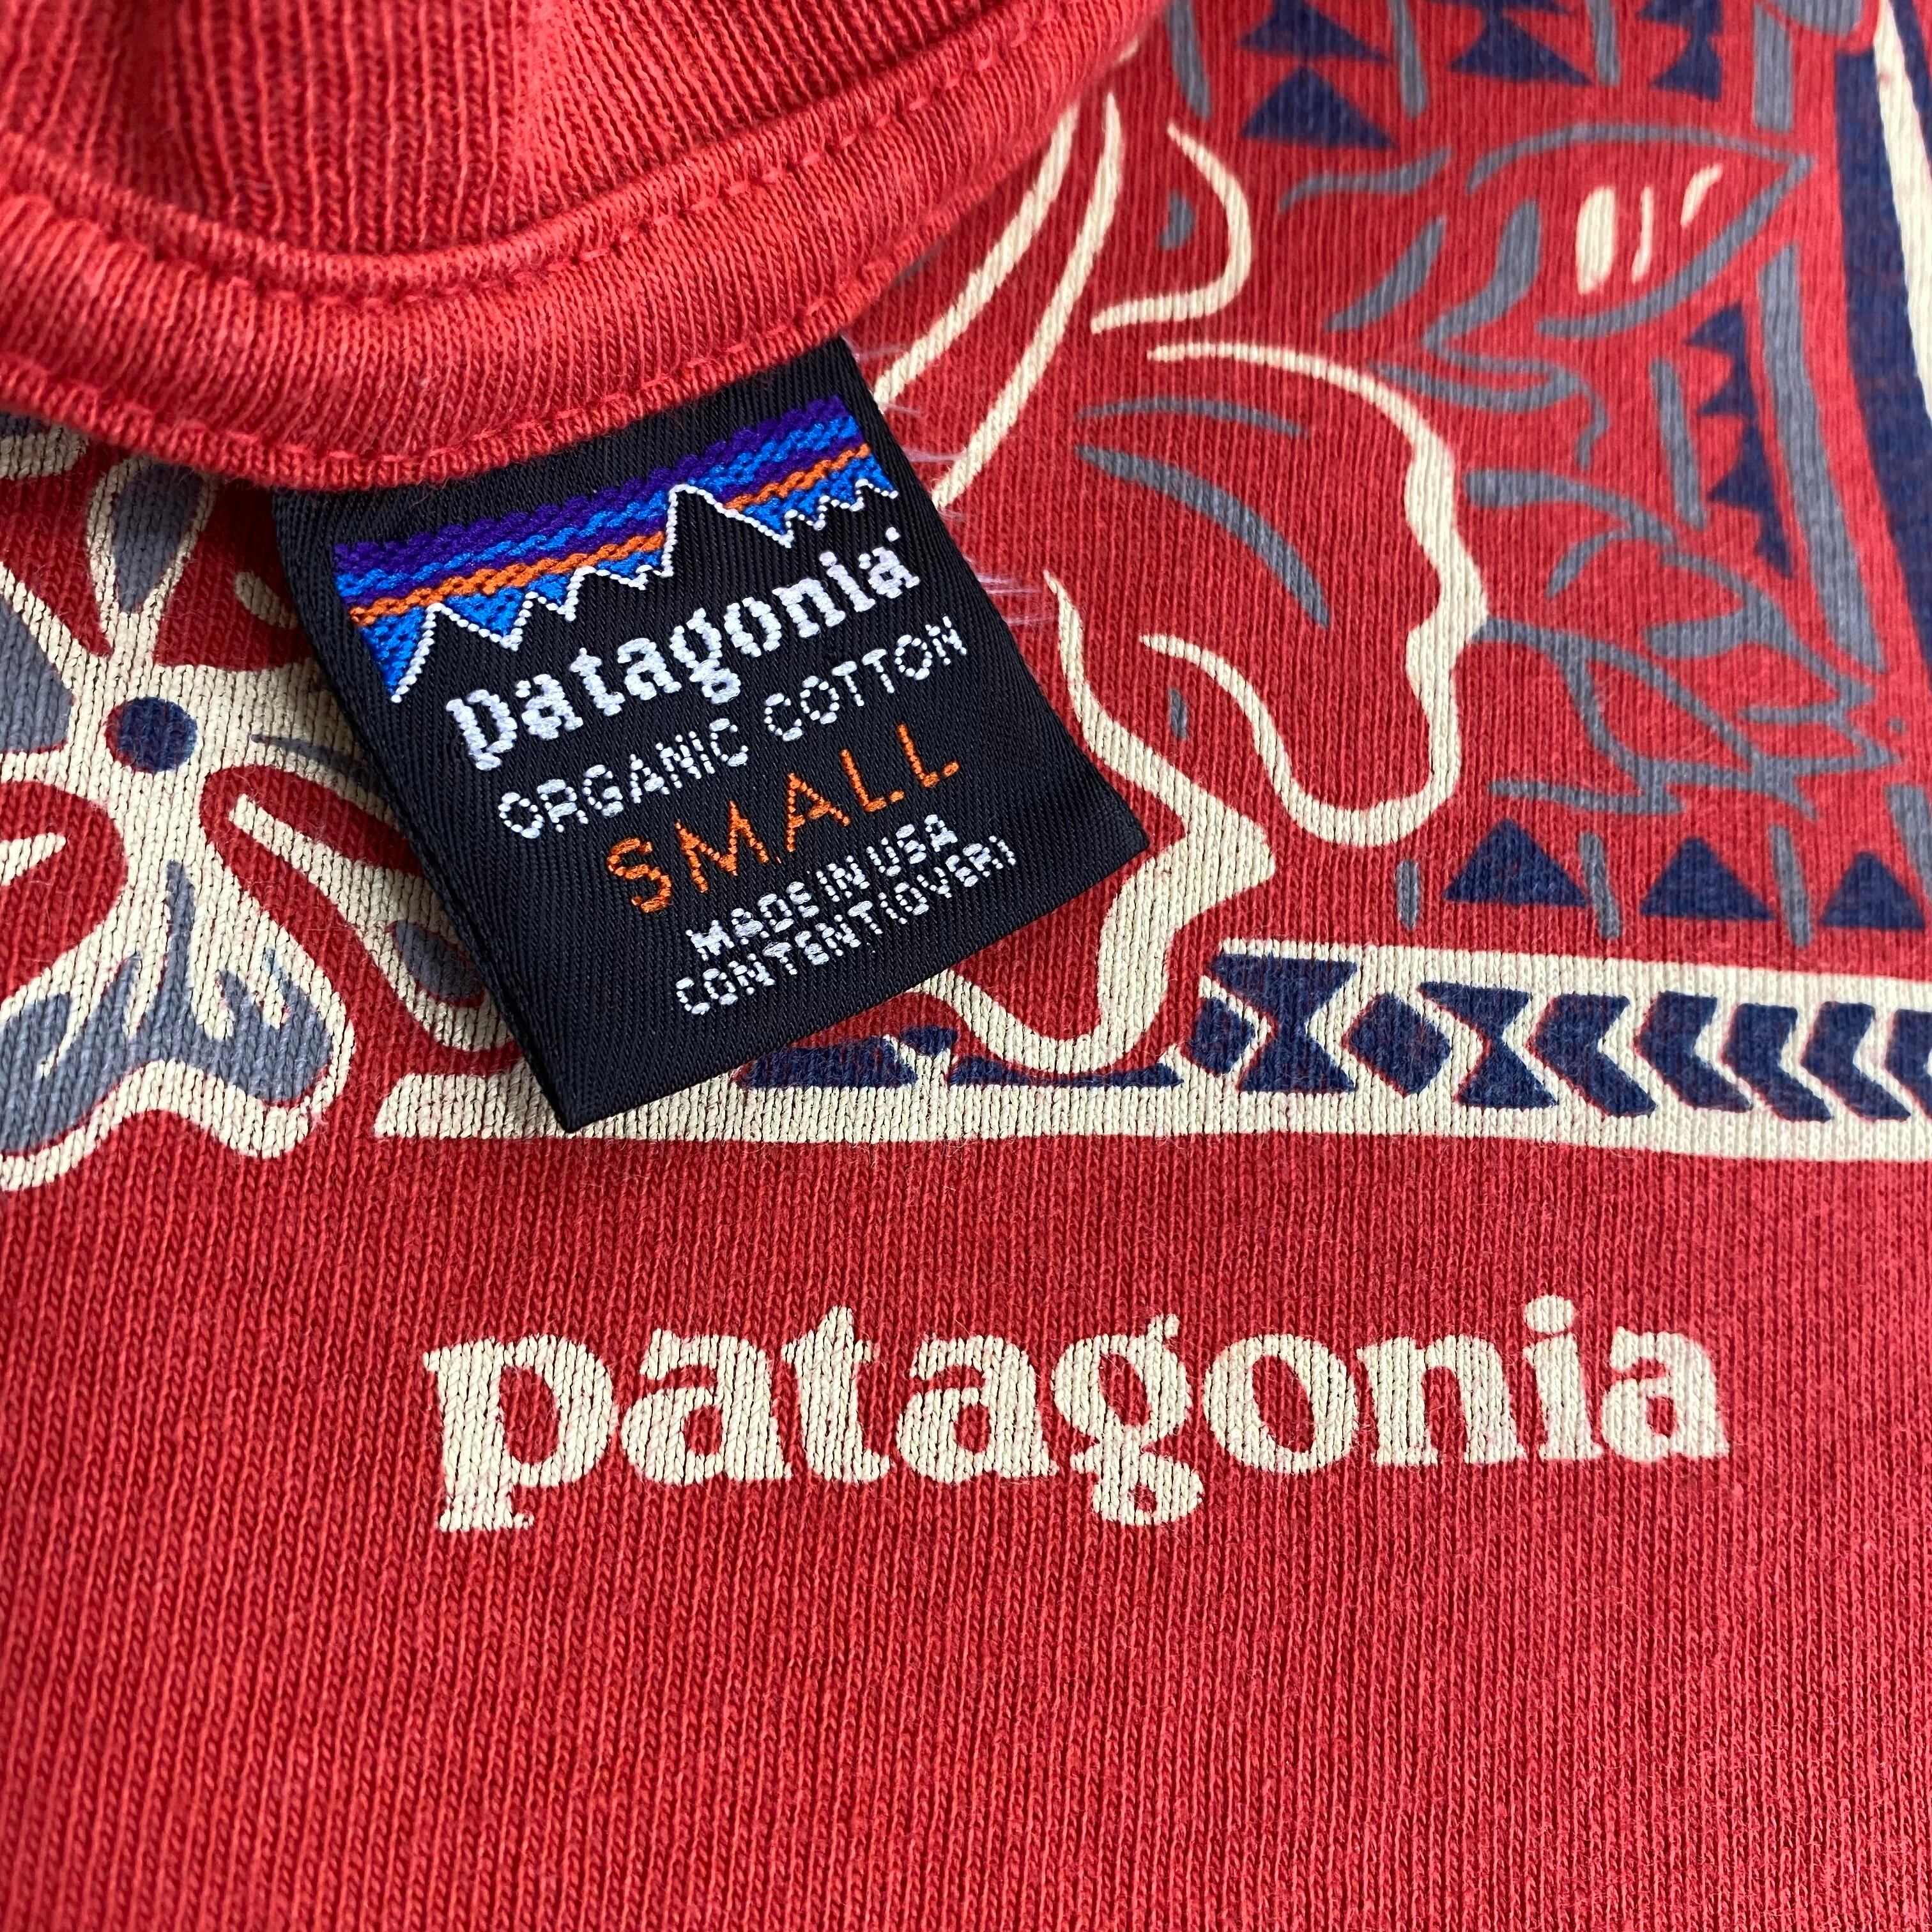 patagonia
ORGANIC COTTON
SMALL
MADE IN USA
CONTENT(OVER)
patagonia